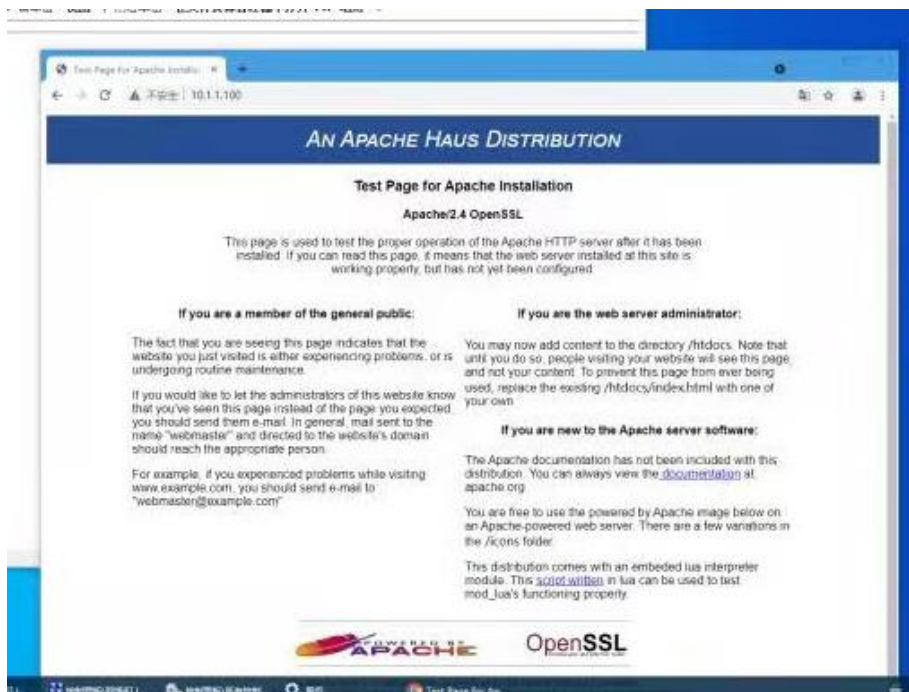 Test Page for Apache Installa
不安全 | 10.1.1.100
AN APACHE HAUS DISTRIBUTION
Test Page for Apache Installation
Apache/2.4 OpenSSL
This page is used to test the proper operation of the Apache HTTP server after it has been
installed. If you can read this page, it means that the web server installed at this site is
working properly, but has not yet been configured.
If you are a member of the general public:
The fact that you are seeing this page indicates that the
website you just visited is either experiencing problems, or is
undergoing routine maintenance.
If you would like to let the administrators of this website know
that you've seen this page instead of the page you expected,
you should send them e-mail. In general, mail sent to the
name "webmaster" and directed to the website's domain
should reach the appropriate person.
For example, if you experienced problems while visiting
www.example.com, you should send e-mail to
"webmaster@example.com"
If you are the web server administrator:
You may now add content to the directory /htdocs. Note that
until you do so, people visiting your website will see this page,
and not your content. To prevent this page from ever being
used, replace the existing /htdocs/index.html with one of
your own.
If you are new to the Apache server software:
The Apache documentation has not been included with this
distribution. You can always view the documentation at
apache.org
You are free to use the powered by Apache image below on
an Apache-powered web server. There are a few variations in
the /icons folder.
This distribution comes with an embeded lua interpreter
module. This script written in lua can be used to test
mod_lua's functioning properly.
POWERED BY
APACHE
OpenSSL